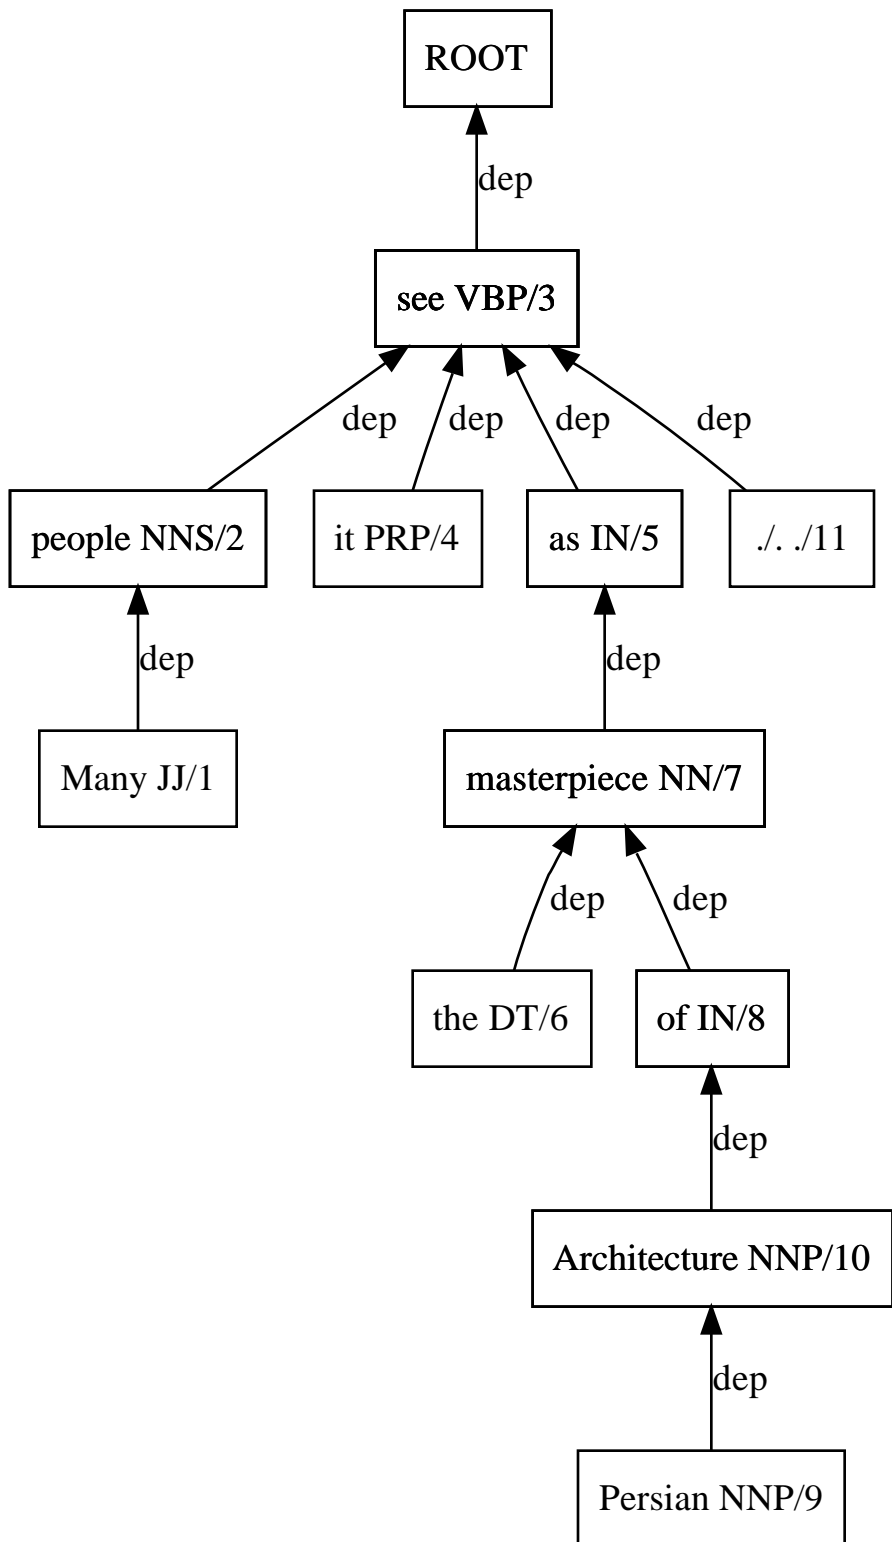 ROOT
dep
see VBP/3
dep dep dep dep
people NNS/2 it PRP/4 as IN/5 ./. ./11
dep dep
Many JJ/1 masterpiece NN/7
dep dep
the DT/6 of IN/8
dep
Architecture NNP/10
dep
Persian NNP/9